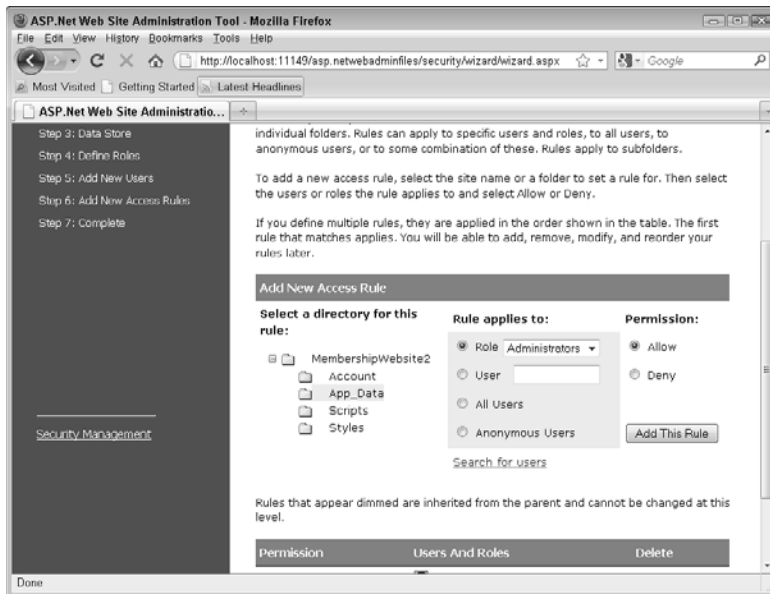 ASP.Net Web Site Administration Tool - Mozilla Firefox
File Edit View History Bookmarks Tools Help
http://localhost:11149/asp.netwebadminfiles/security/wizard/wizard.aspx
Google
Most Visited Getting Started Latest Headlines
ASP.Net Web Site Administratio...
Step 3: Data Store
Step 4: Define Roles
Step 5: Add New Users
Step 6: Add New Access Rules
Step 7: Complete
Security Management
individual folders. Rules can apply to specific users and roles, to all users, to
anonymous users, or to some combination of these. Rules apply to subfolders.
To add a new access rule, select the site name or a folder to set a rule for. Then select
the users or roles the rule applies to and select Allow or Deny.
If you define multiple rules, they are applied in the order shown in the table. The first
rule that matches applies. You will be able to add, remove, modify, and reorder your
rules later.
Add New Access Rule
Select a directory for this
rule:
MembershipWebsite2
Account
App_Data
Scripts
Styles
Rule applies to:
Role Administrators
User
All Users
Anonymous Users
Search for users
Permission:
Allow
Deny
Add This Rule
Rules that appear dimmed are inherited from the parent and cannot be changed at this
level.
Permission Users And Roles Delete
Done